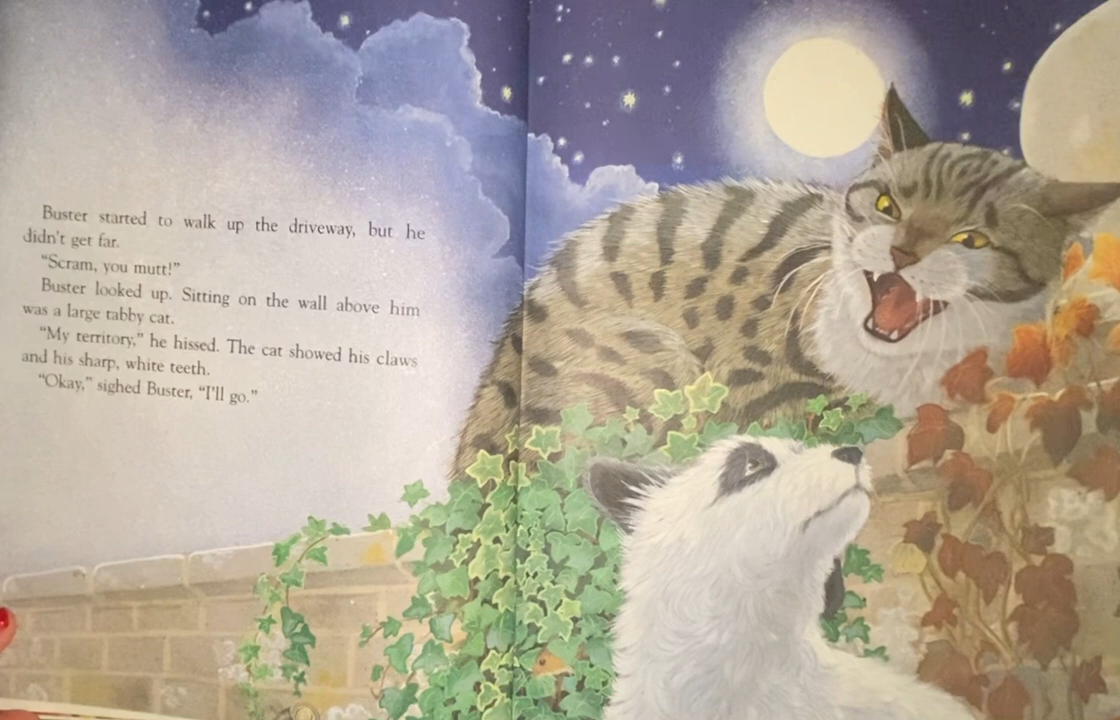 Buster started to walk up the driveway, but he
didn't get far.
"Scram, you mutt!"
Buster looked up. Sitting on the wall above him
was a large tabby cat.
"My territory," he hissed. The cat showed his claws
and his sharp, white teeth.
"Okay," sighed Buster, "I'll go."